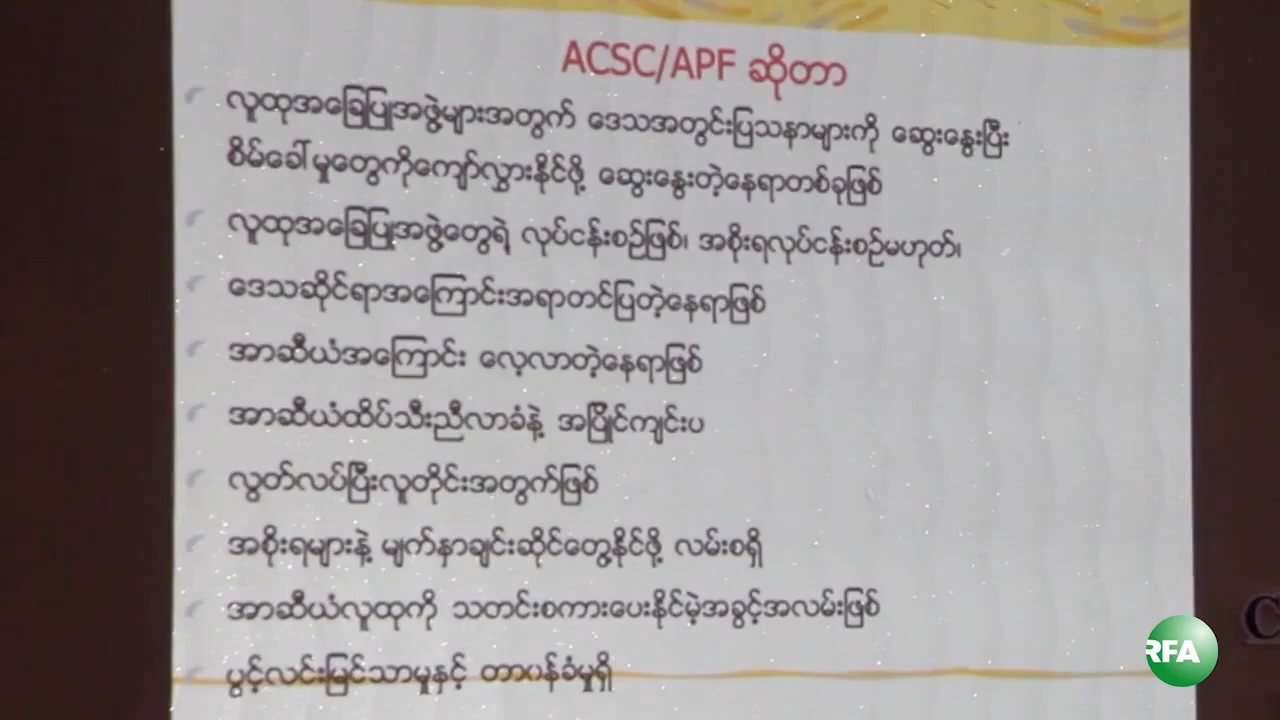 ACSC/APF ဆိုတာ
လူထုအခြေပြုအဖွဲ့များအတွက် ဒေသအတွင်းပြသနာများကို ဆွေးနွေးပြီး
စိမ်ခေါ်မှုတွေကိုကျော်လွှားနိုင်ဖို့ ဆွေးနွေးတဲ့နေရာတစ်ခုဖြစ်
လူထုအခြေပြုအဖွဲ့တွေရဲ့ လုပ်ငန်းစဉ်ဖြစ်၊ အစိုးရလုပ်ငန်းစဉ်မဟုတ်၊
ဒေသဆိုင်ရာအကြောင်းအရာတင်ပြတဲ့နေရာဖြစ်
အာဆီယံအကြောင်း လေ့လာတဲ့နေရာဖြစ်
အာဆီယံထိပ်သီးညီလာခံနဲ့ အပြိုင်ကျင်းပ
လွတ်လပ်ပြီးလူတိုင်းအတွက်ဖြစ်
အစိုးရများနဲ့ မျက်နှာချင်းဆိုင်တွေ့နိုင်ဖို့ လမ်းစရှိ
အာဆီယံလူထုကို သတင်းစကားပေးနိုင်မဲ့အခွင့်အလမ်းဖြစ်
ပွင့်လင်းမြင်သာမှုနှင့် တာဝန်ခံမှုရှိ
C
RFA